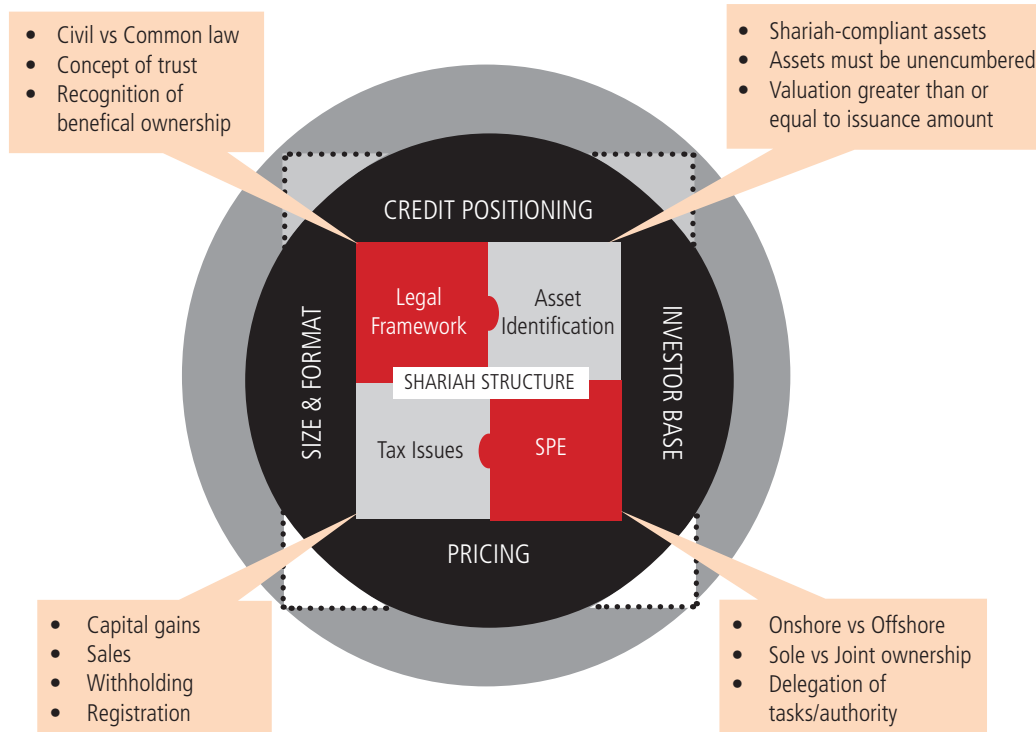 • Civil vs Common law
• Concept of trust
• Recognition of
benefical ownership
• Shariah-compliant assets
• Assets must be unencumbered
• Valuation greater than or
equal to issuance amount
CREDIT POSITIONING
SIZE & FORMAT
Legal
Framework
Asset
Identification
INVESTOR BASE
SHARIAH STRUCTURE
Tax Issues
SPE
PRICING
• Capital gains
• Sales
• Withholding
• Registration
• Onshore vs Offshore
• Sole vs Joint ownership
• Delegation of
tasks/authority